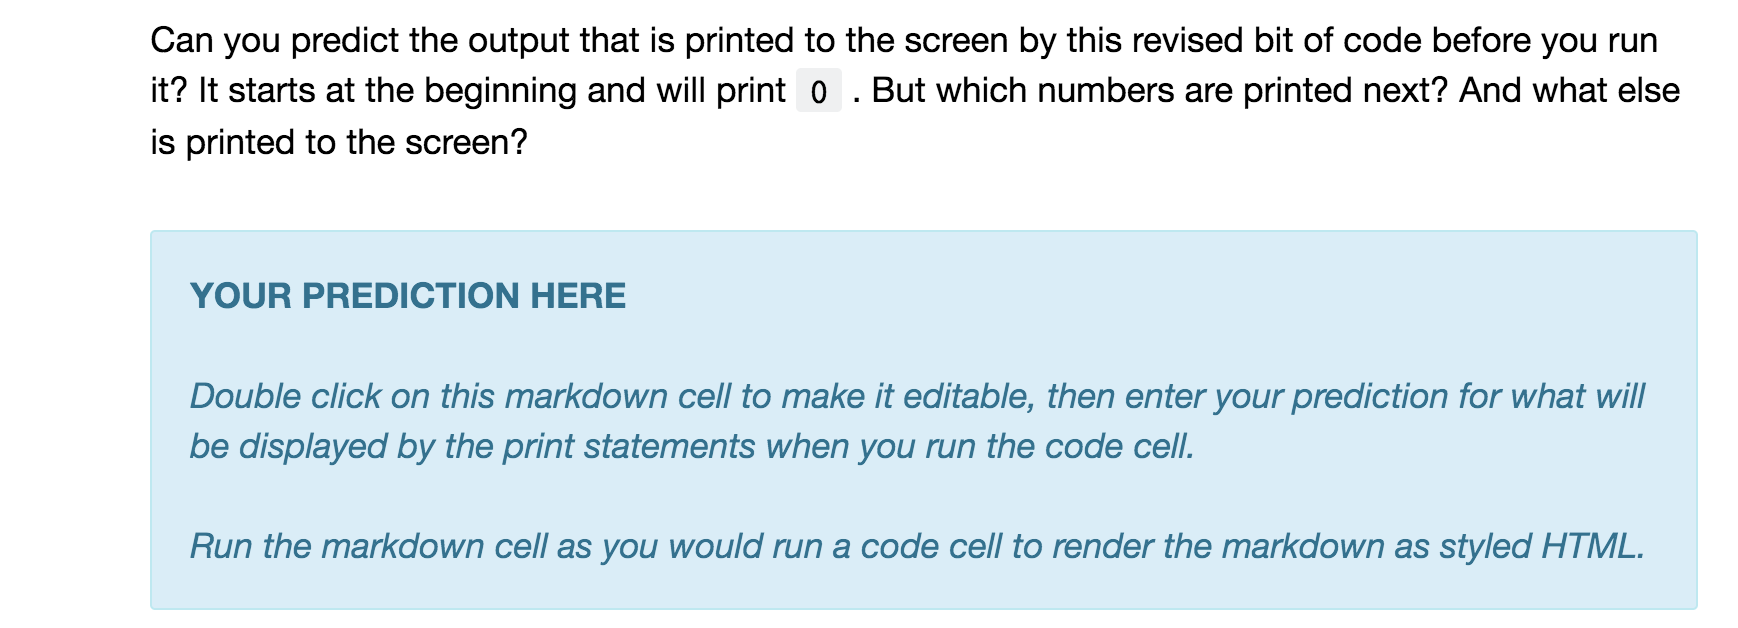 Can you predict the output that is printed to the screen by this revised bit of code before you run
it? It starts at the beginning and will print 0 . But which numbers are printed next? And what else
is printed to the screen?
YOUR PREDICTION HERE
Double click on this markdown cell to make it editable, then enter your prediction for what will
be displayed by the print statements when you run the code cell.
Run the markdown cell as you would run a code cell to render the markdown as styled HTML.